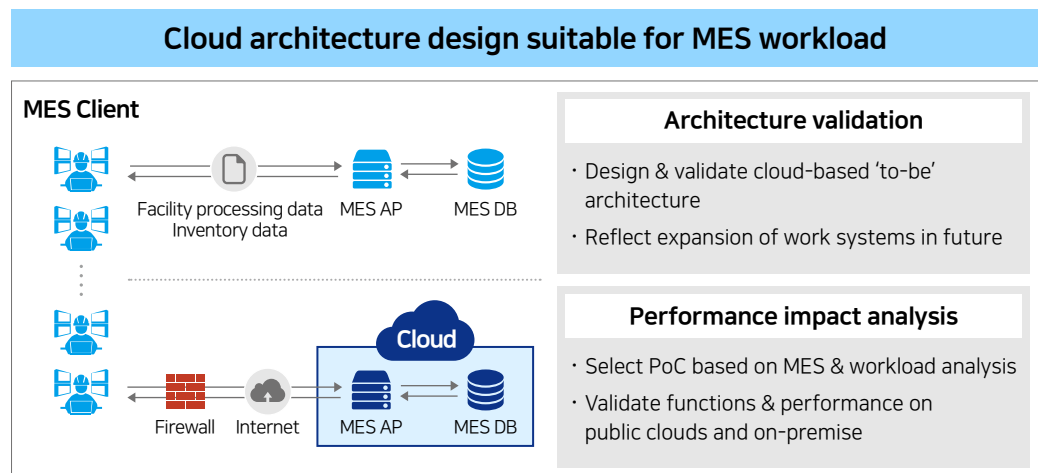 Cloud architecture design suitable for MES workload
MES Client
Facility processing data
Inventory data
MES AP
MES DB
Cloud
Firewall
Internet
MES AP
MES DB
Architecture validation
· Design & validate cloud-based ‘to-be’
architecture
· Reflect expansion of work systems in future
Performance impact analysis
· Select PoC based on MES & workload analysis
· Validate functions & performance on
public clouds and on-premise